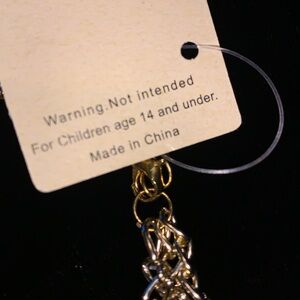 Warning.Not intended
For Children age 14 and under.
Made in China